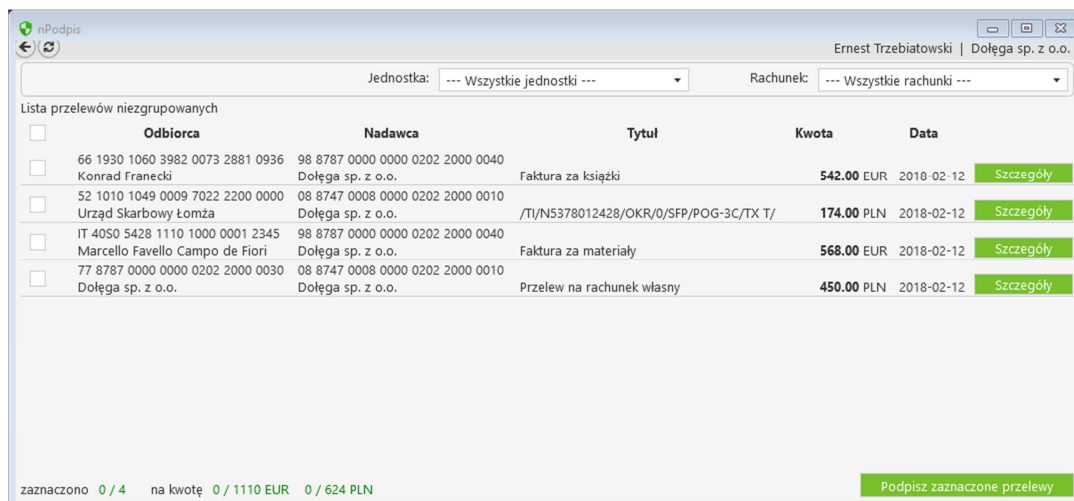 nPodpis
Ernest Trzebiatowski | Dołęga sp. z o.o.
Jednostka: --- Wszystkie jednostki --- Rachunek: --- Wszystkie rachunki ---
Lista przelewów niezgrupowanych
Odbiorca Nadawca Tytuł Kwota Data
66 1930 1060 3982 0073 2881 0936 98 8787 0000 0000 0202 2000 0040
Konrad Franecki Dołęga sp. z o.o. Faktura za książki 542.00 EUR 2018-02-12 Szczegóły
52 1010 1049 0009 7022 2200 0000 08 8747 0008 0000 0202 2000 0010
Urząd Skarbowy Łomża Dołęga sp. z o.o. /TI/N5378012428/OKR/0/SFP/POG-3C/TX T/ 174.00 PLN 2018-02-12 Szczegóły
IT 40S0 5428 1110 1000 0001 2345 98 8787 0000 0000 0202 2000 0040
Marcello Favello Campo de Fiori Dołęga sp. z o.o. Faktura za materiały 568.00 EUR 2018-02-12 Szczegóły
77 8787 0000 0000 0202 2000 0030 08 8747 0008 0000 0202 2000 0010
Dołęga sp. z o.o. Dołęga sp. z o.o. Przelew na rachunek własny 450.00 PLN 2018-02-12 Szczegóły
zaznaczono 0 / 4 na kwotę 0 / 1110 EUR 0 / 624 PLN Podpisz zaznaczone przelewy